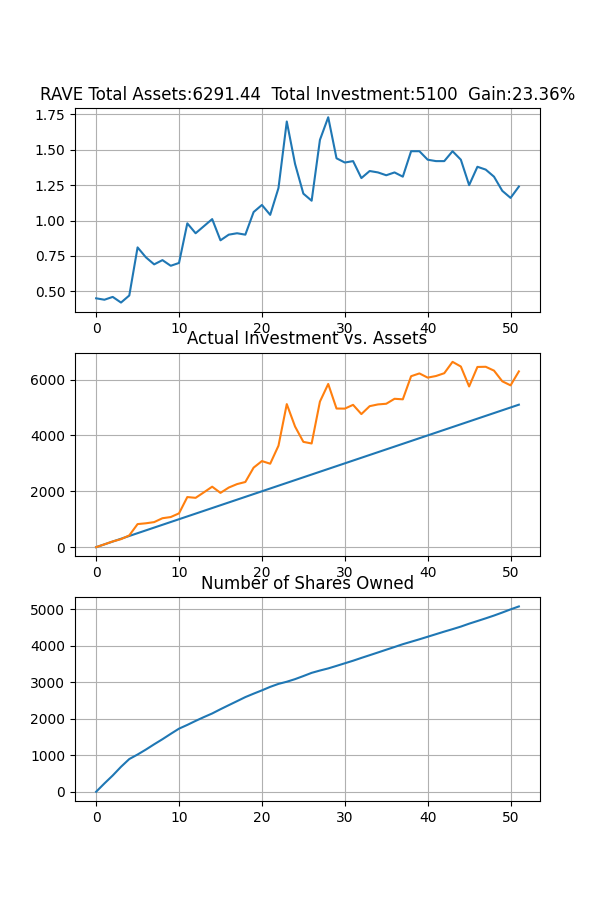 RAVE Total Assets:6291.44  Total Investment:5100  Gain:23.36%
1.75
1.50
1.25
1.00
0.75
0.50
0 10 20 30 40 50
Actual Investment vs. Assets
6000
4000
2000
0
0 10 20 30 40 50
Number of Shares Owned
5000
4000
3000
2000
1000
0
0 10 20 30 40 50